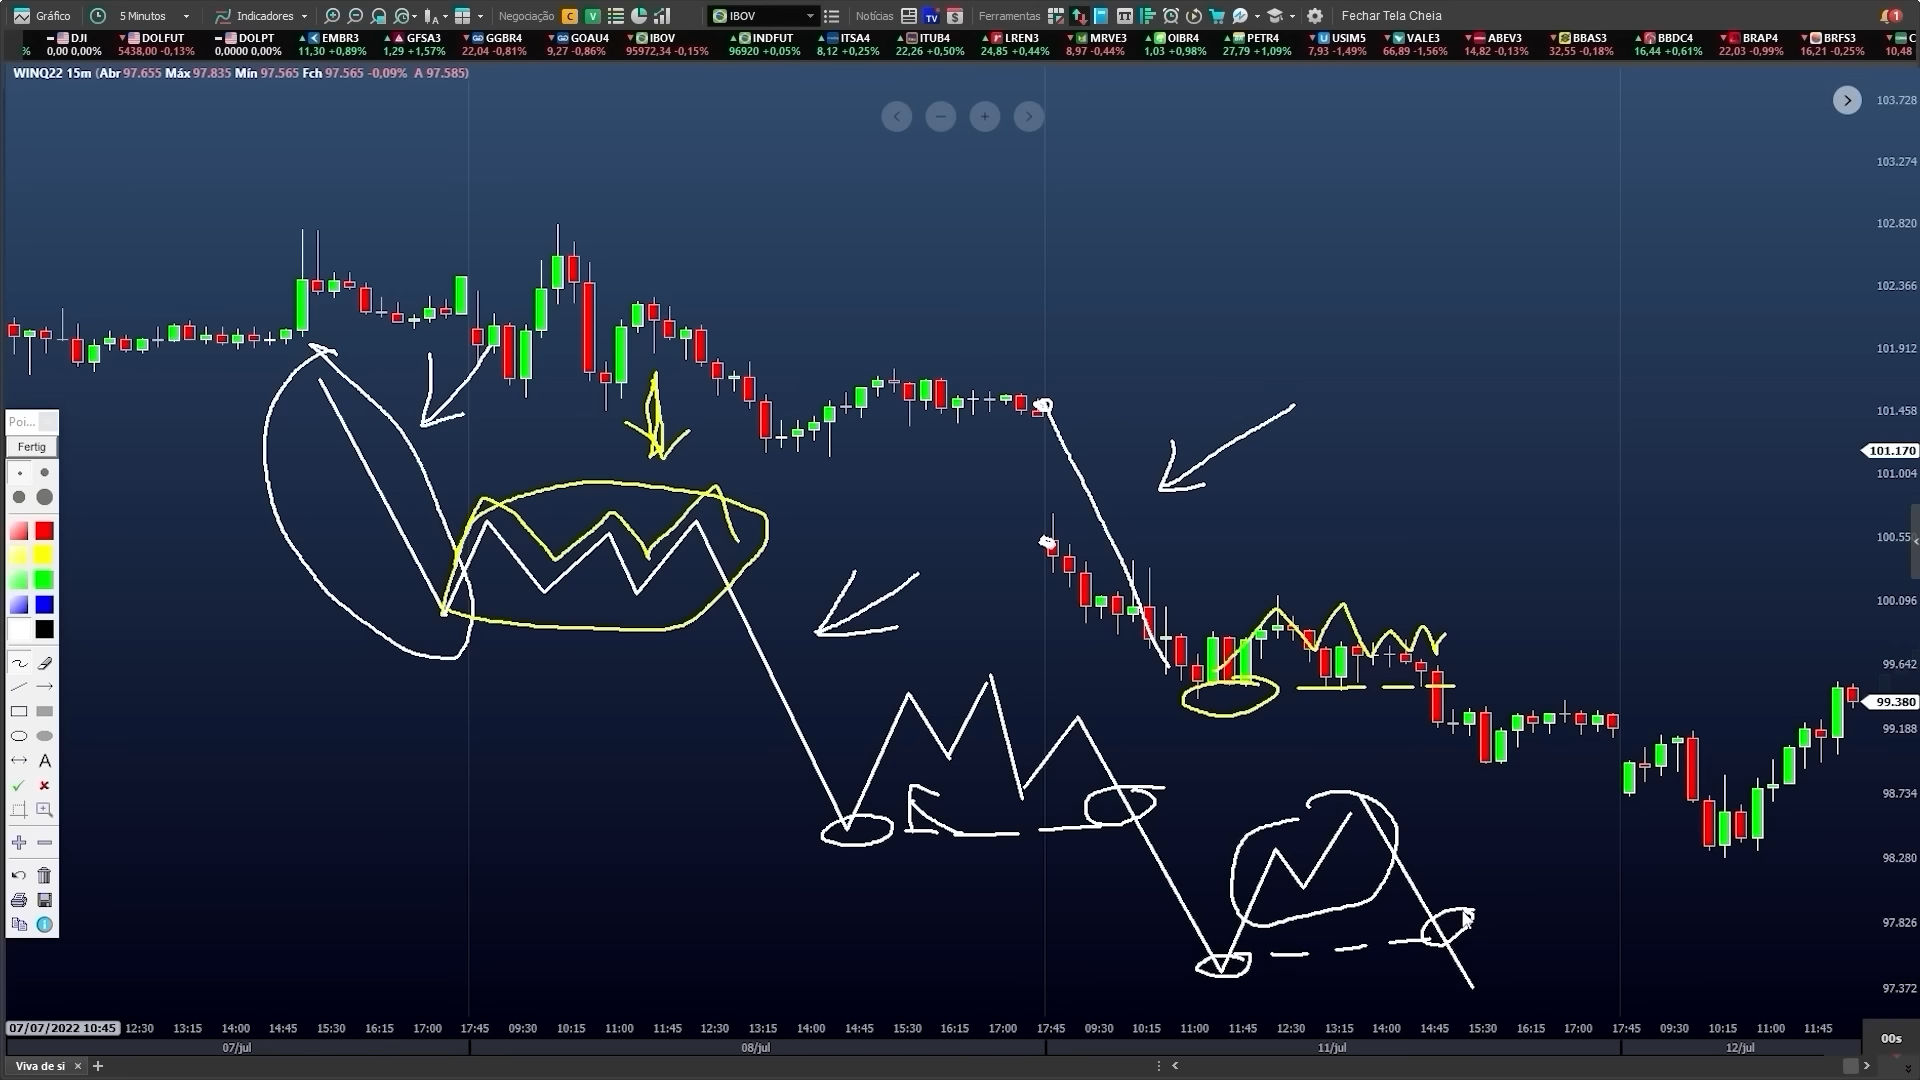 Gráfico 5 Minutos Indicadores Negociação C V IBOV Notícias TV $ Ferramentas Fechar Tela Cheia 1
% DJI 0,00 0,00% DOLFUT 5438,00 -0,13% DOLPT 0,0000 0,00% EMBR3 11,30 +0,89% GFSA3 1,29 +1,57% GGBR4 22,04 -0,81% GOAU4 9,27 -0,86% IBOV 95972,34 -0,15% INDFUT 96920 +0,05% ITSA4 8,12 +0,25% ITUB4 22,26 +0,50% LREN3 24,85 +0,44% MRVE3 8,97 -0,44% OIBR4 1,03 +0,98% PETR4 27,79 +1,09% USIM5 7,93 -1,49% VALE3 66,89 -1,56% ABEV3 14,82 -0,13% BBAS3 32,55 -0,18% BBDC4 16,44 +0,61% BRAP4 22,03 -0,99% BRFS3 16,21 -0,25% C 10,48
WINQ22 15m (Abr 97.655 Máx 97.835 Mín 97.565 Fch 97.565 -0,09% A 97.585)
103.728
103.274
102.820
102.366
101.912
101.458
101.170
101.004
100.55
100.096
99.642
99.380
99.188
98.734
98.280
97.826
97.372
Poi...
Fertig
A
07/07/2022 10:45 12:30 13:15 14:00 14:45 15:30 16:15 17:00 17:45 09:30 10:15 11:00 11:45 12:30 13:15 14:00 14:45 15:30 16:15 17:00 17:45 09:30 10:15 11:00 11:45 12:30 13:15 14:00 14:45 15:30 16:15 17:00 17:45 09:30 10:15 11:00 11:45
07/jul 08/jul 11/jul 12/jul
00s
Viva de si × +